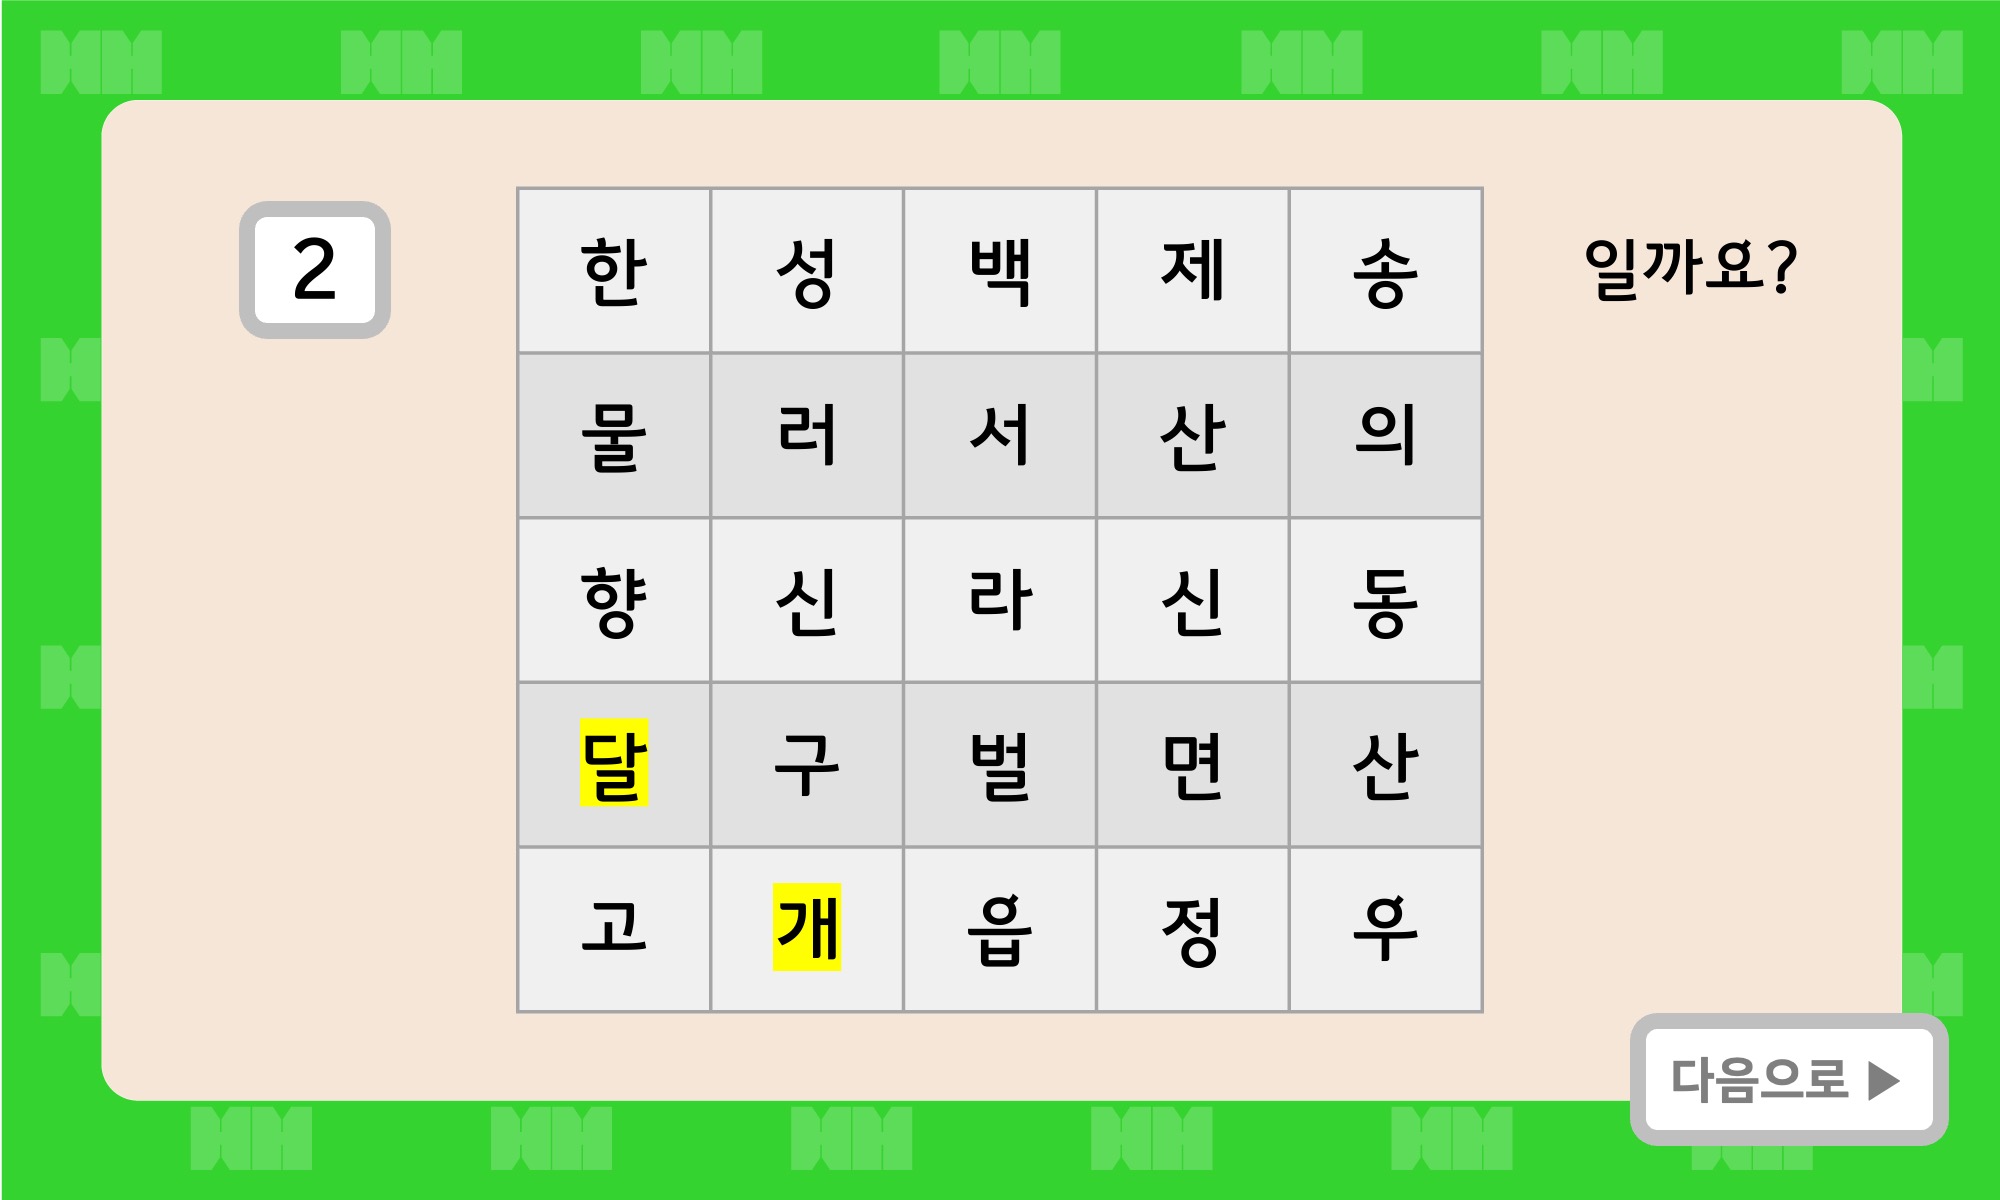 2
한 성 백 제 송
일까요?
물 러 서 산 의
향 신 라 신 동
달 구 벌 면 산
고 개 읍 정 우
다음으로 ▶